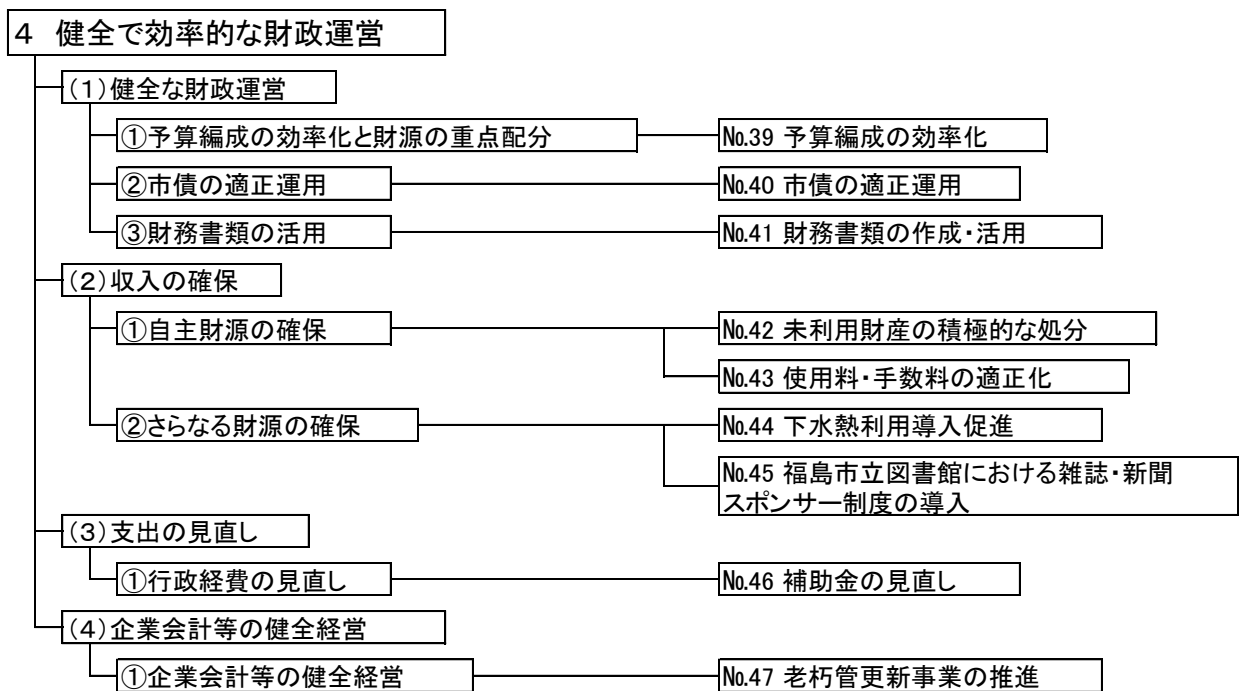 ４　健全で効率的な財政運営
（１）健全な財政運営
①予算編成の効率化と財源の重点配分
№39 予算編成の効率化
②市債の適正運用
№40 市債の適正運用
③財務書類の活用
№41 財務書類の作成・活用
（２）収入の確保
①自主財源の確保
№42 未利用財産の積極的な処分
№43 使用料・手数料の適正化
②さらなる財源の確保
№44 下水熱利用導入促進
№45 福島市立図書館における雑誌・新聞
スポンサー制度の導入
（３）支出の見直し
①行政経費の見直し
№46 補助金の見直し
（４）企業会計等の健全経営
①企業会計等の健全経営
№47 老朽管更新事業の推進